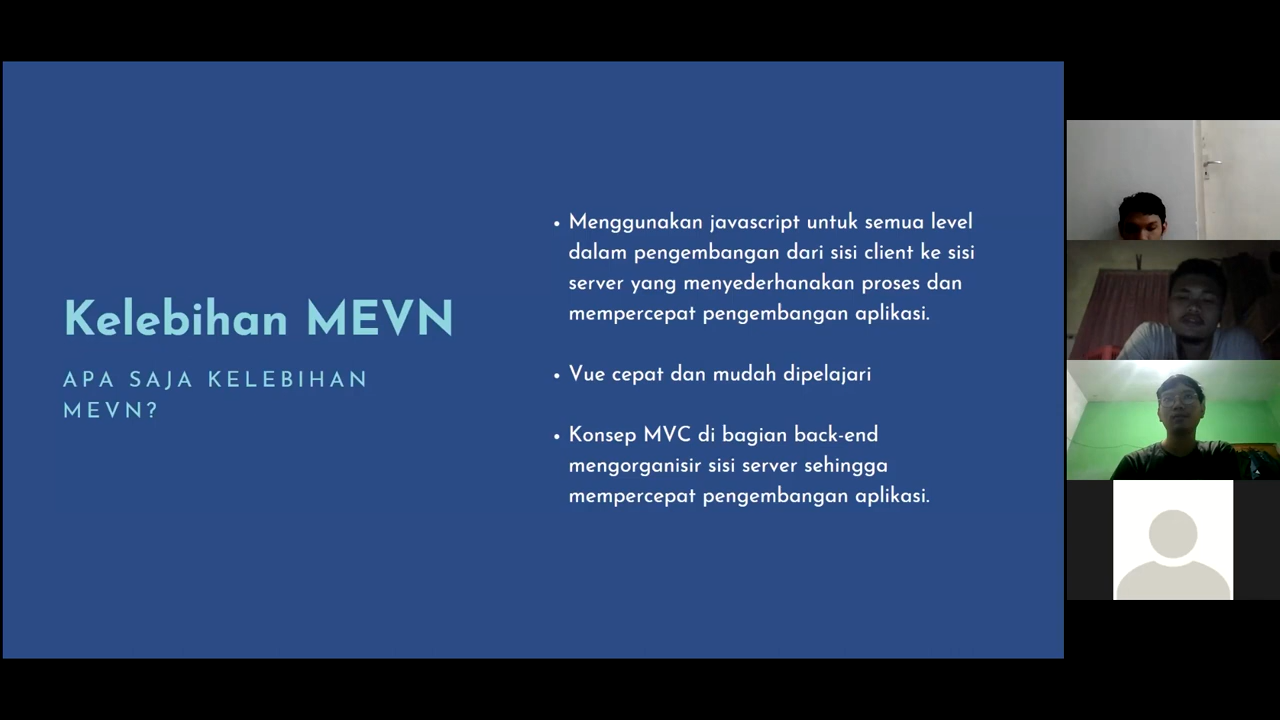 Kelebihan MEVN
APA SAJA KELEBIHAN
MEVN?
• Menggunakan javascript untuk semua level
dalam pengembangan dari sisi client ke sisi
server yang menyederhanakan proses dan
mempercepat pengembangan aplikasi.
• Vue cepat dan mudah dipelajari
• Konsep MVC di bagian back-end
mengorganisir sisi server sehingga
mempercepat pengembangan aplikasi.